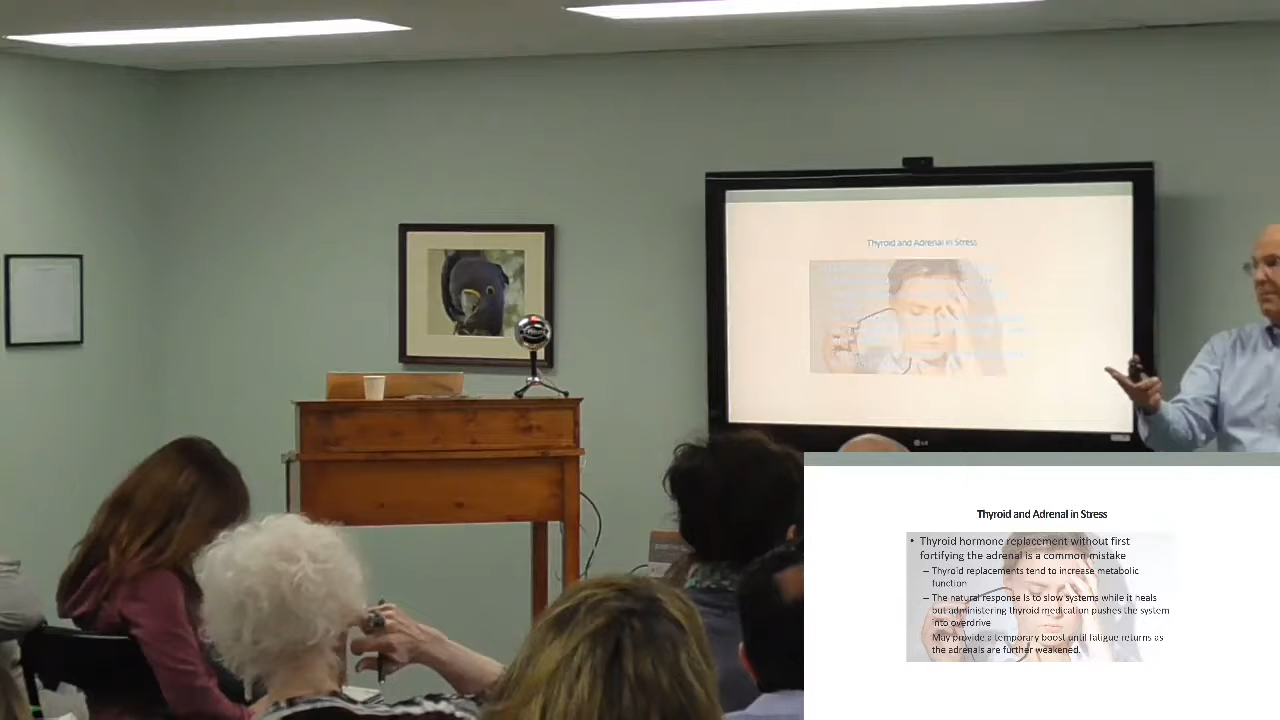 Thyroid and Adrenal in Stress
LG
Thyroid and Adrenal in Stress
• Thyroid hormone replacement without first
fortifying the adrenal is a common mistake
– Thyroid replacements tend to increase metabolic
function
– The natural response is to slow systems while it heals
but administering thyroid medication pushes the system
into overdrive
May provide a temporary boost until fatigue returns as
the adrenals are further weakened.